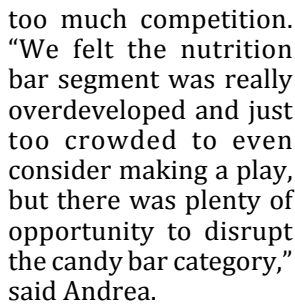 too much competition.
“We felt the nutrition
bar segment was really
overdeveloped and just
too crowded to even
consider making a play,
but there was plenty of
opportunity to disrupt
the candy bar category,”
said Andrea.